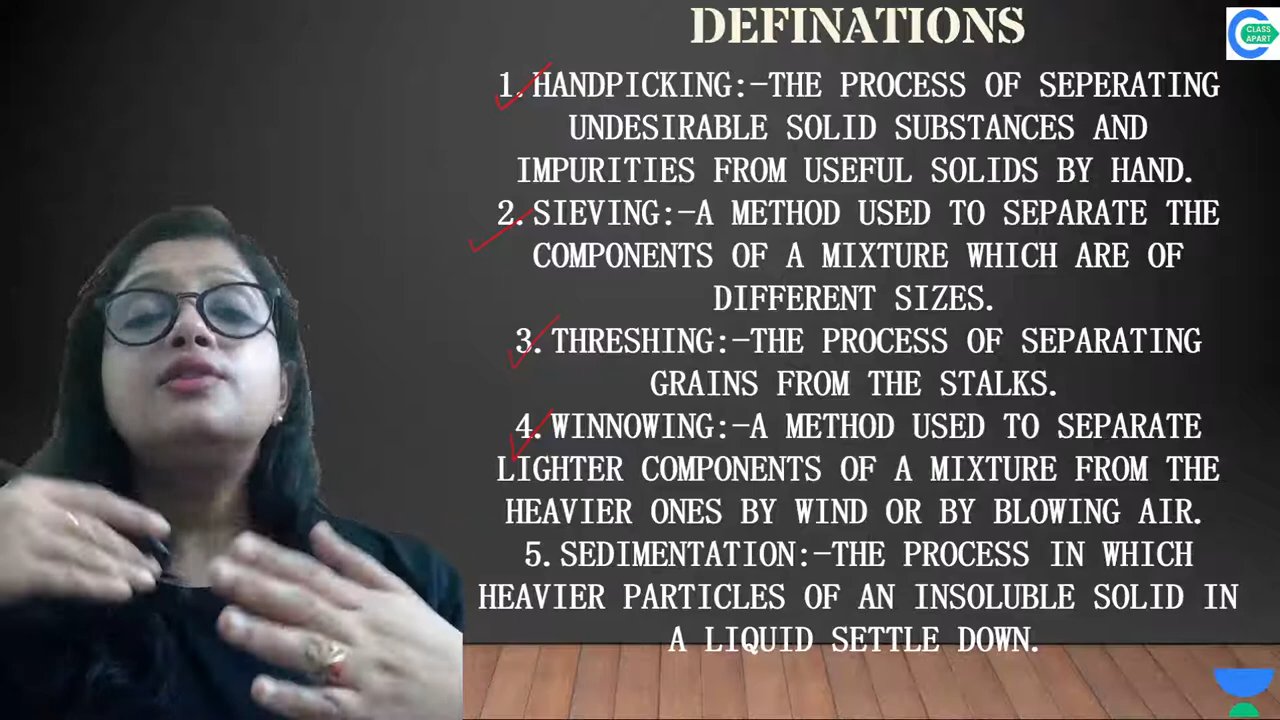 DEFINATIONS
CLASS
APART
1.HANDPICKING:-THE PROCESS OF SEPERATING
UNDESIRABLE SOLID SUBSTANCES AND
IMPURITIES FROM USEFUL SOLIDS BY HAND.
2.SIEVING:-A METHOD USED TO SEPARATE THE
COMPONENTS OF A MIXTURE WHICH ARE OF
DIFFERENT SIZES.
3.THRESHING:-THE PROCESS OF SEPARATING
GRAINS FROM THE STALKS.
4.WINNOWING:-A METHOD USED TO SEPARATE
LIGHTER COMPONENTS OF A MIXTURE FROM THE
HEAVIER ONES BY WIND OR BY BLOWING AIR.
5.SEDIMENTATION:-THE PROCESS IN WHICH
HEAVIER PARTICLES OF AN INSOLUBLE SOLID IN
A LIQUID SETTLE DOWN.